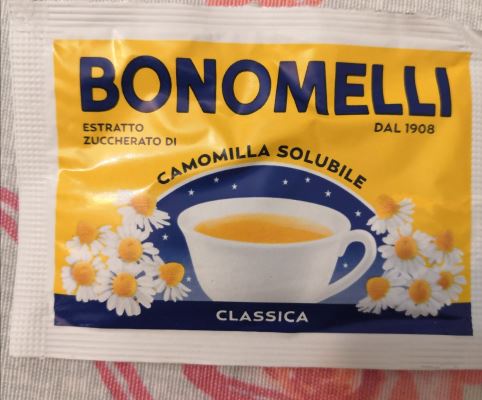 BONOMELLI
DAL 1908
ESTRATTO
ZUCCHERATO DI
CAMOMILLA SOLUBILE
CLASSICA